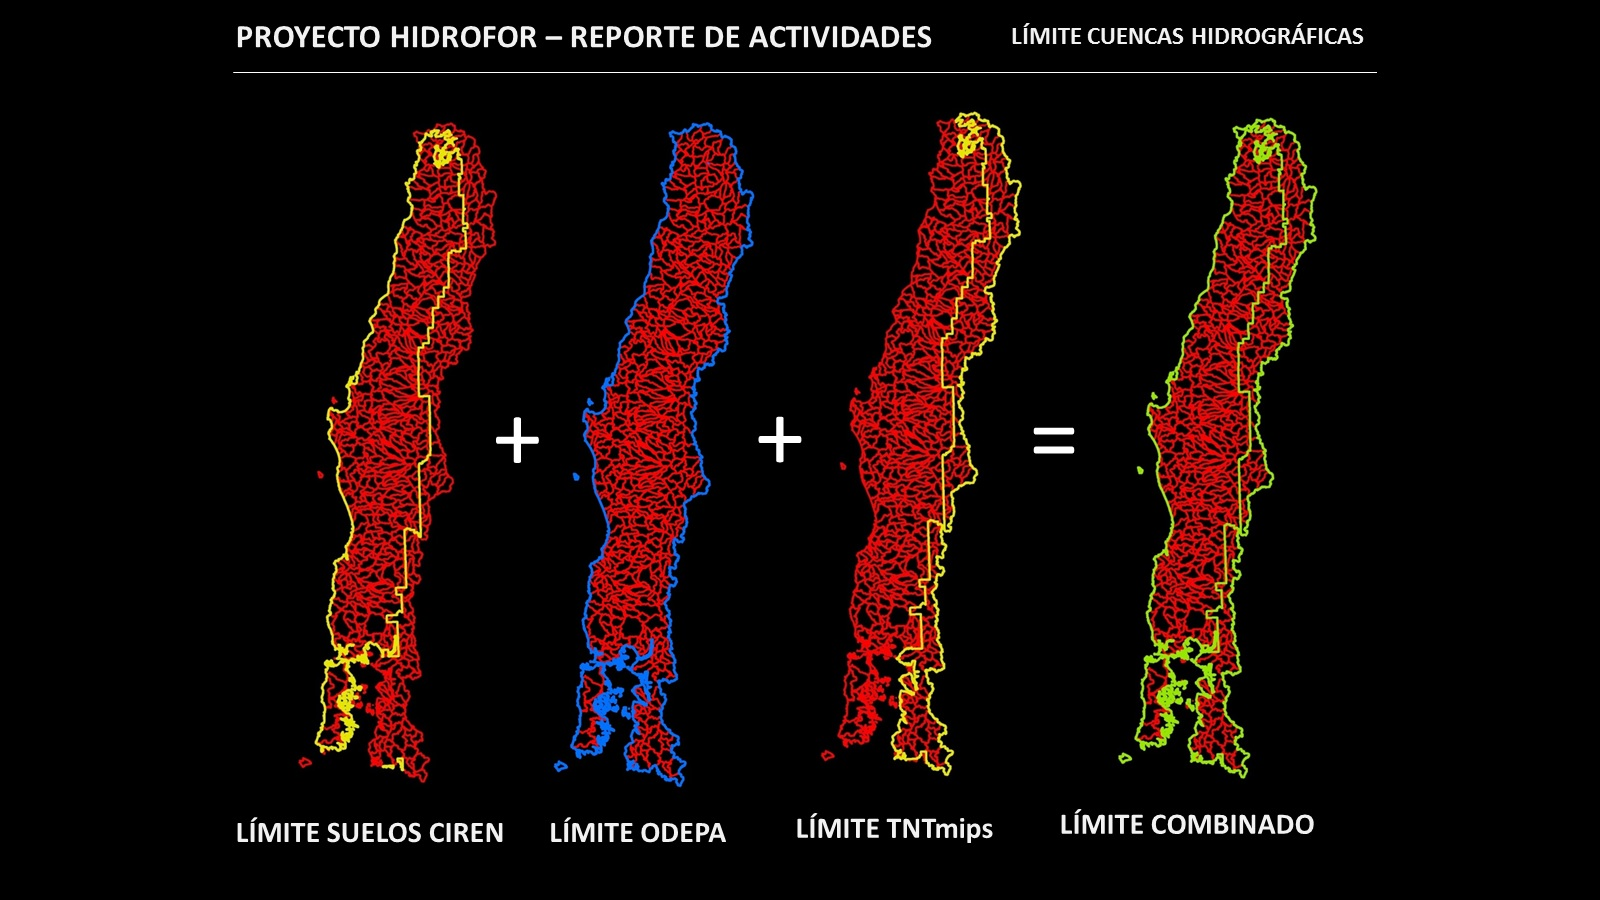 PROYECTO HIDROFOR – REPORTE DE ACTIVIDADES
LÍMITE CUENCAS HIDROGRÁFICAS
+
+
=
LÍMITE SUELOS CIREN
LÍMITE ODEPA
LÍMITE TNTmips
LÍMITE COMBINADO